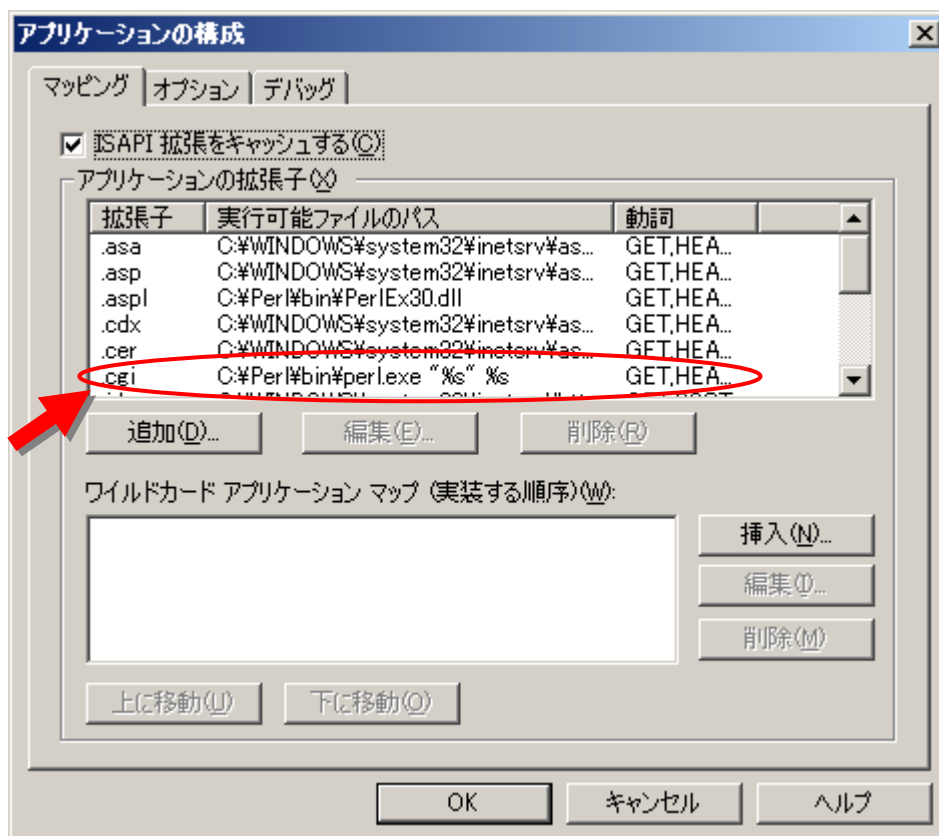 アプリケーションの構成
マッピング オプション デバッグ
ISAPI 拡張をキャッシュする(C)
アプリケーションの拡張子(X)
拡張子 実行可能ファイルのパス 動詞
.asa C:¥WINDOWS¥system32¥inetsrv¥as... GET,HEA...
.asp C:¥WINDOWS¥system32¥inetsrv¥as... GET,HEA...
.aspl C:¥Perl¥bin¥PerlEx30.dll GET,HEA...
.cdx C:¥WINDOWS¥system32¥inetsrv¥as... GET,HEA...
.cer C:¥WINDOWS¥system32¥inetsrv¥as... GET,HEA...
.cgi C:¥Perl¥bin¥perl.exe "%s" %s GET,HEA...
追加(D)... 編集(E)... 削除(R)
ワイルドカード アプリケーション マップ (実装する順序)(W):
挿入(N)...
編集(I)...
削除(M)
上に移動(U) 下に移動(O)
OK キャンセル ヘルプ